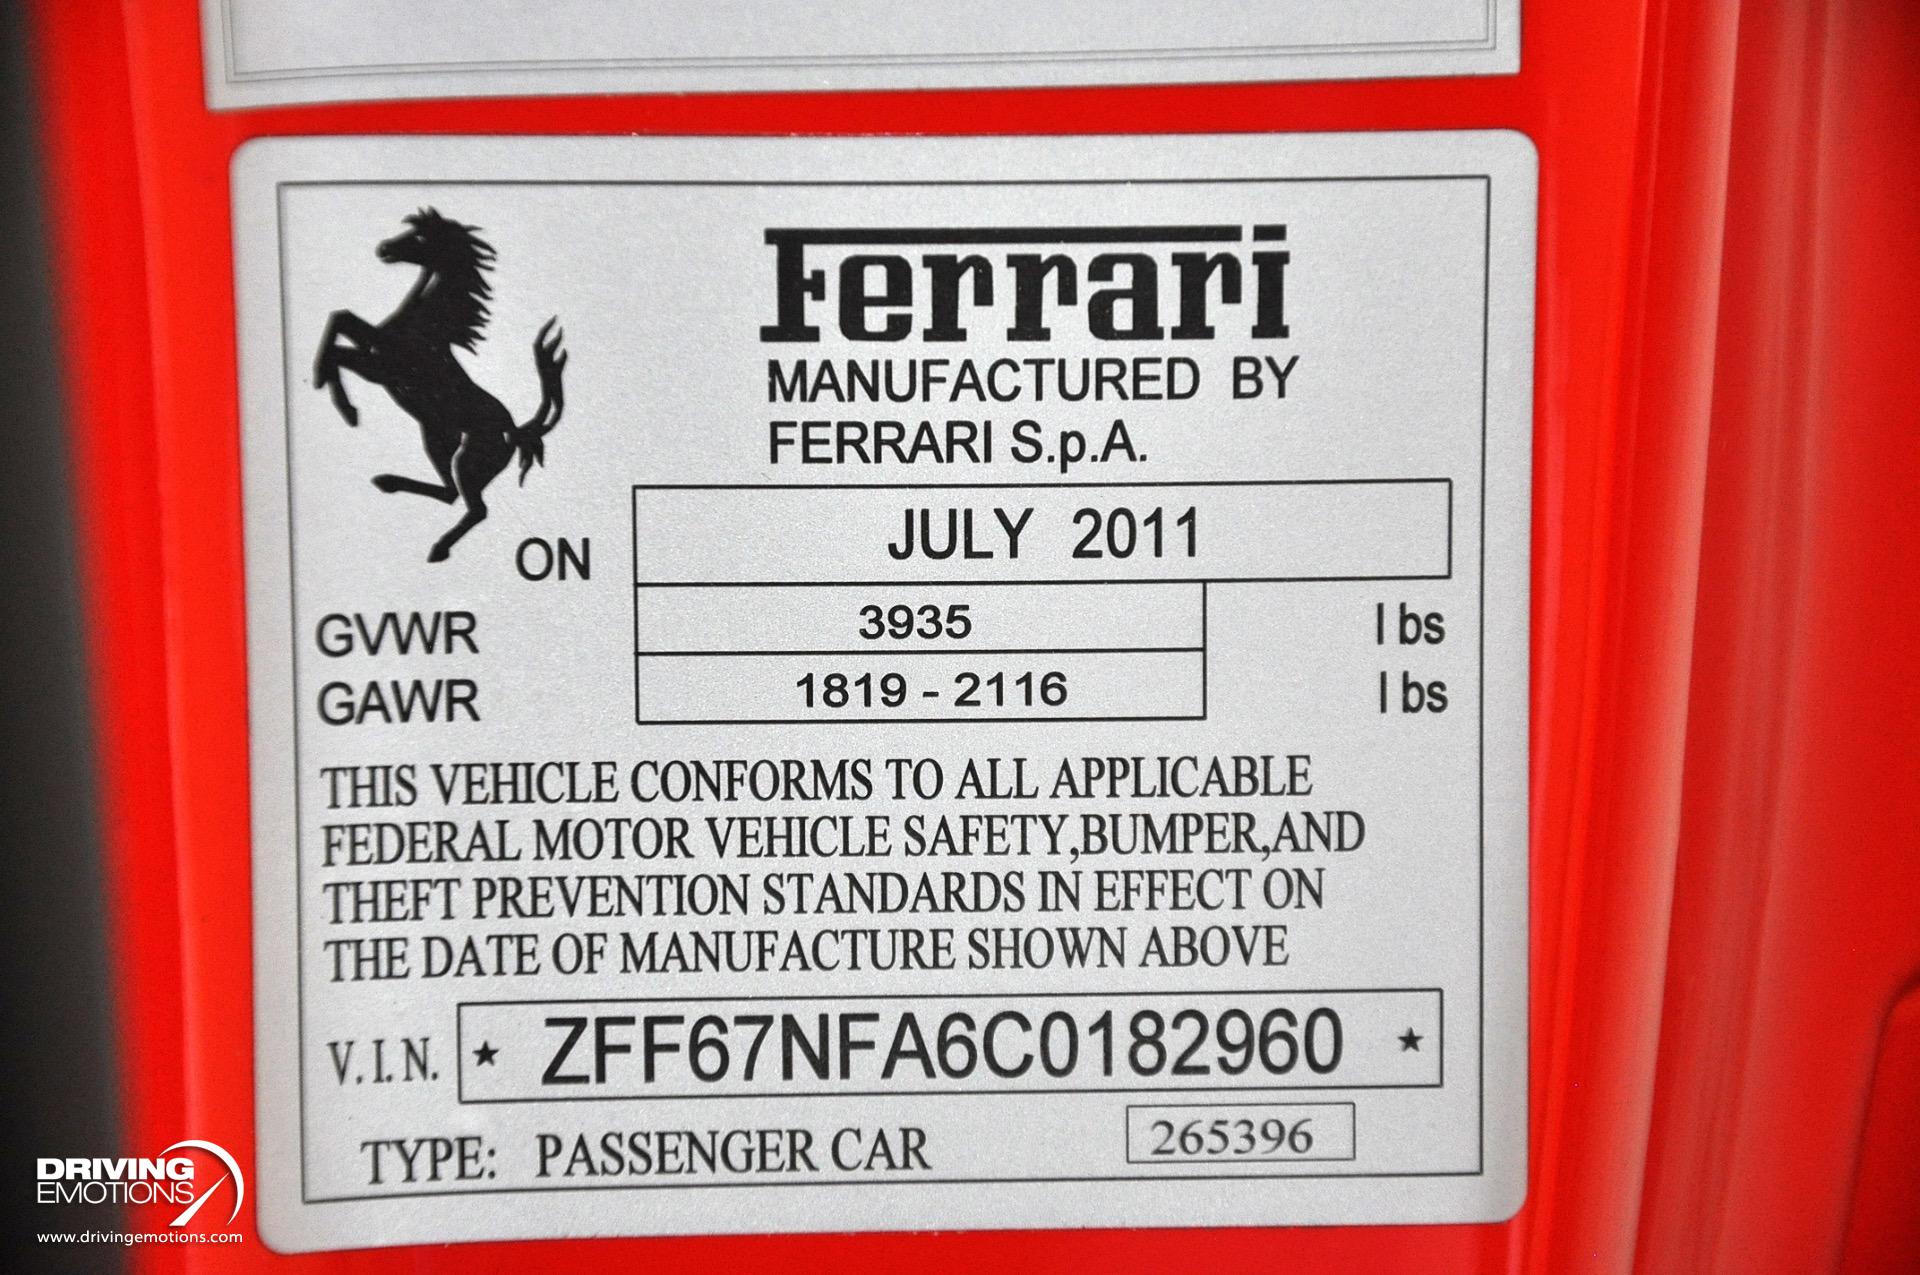 Ferrari
MANUFACTURED BY
FERRARI S.p.A.
ON JULY 2011
GVWR 3935 lbs
GAWR 1819 - 2116 lbs
THIS VEHICLE CONFORMS TO ALL APPLICABLE
FEDERAL MOTOR VEHICLE SAFETY,BUMPER,AND
THEFT PREVENTION STANDARDS IN EFFECT ON
THE DATE OF MANUFACTURE SHOWN ABOVE
V.I.N. ★ ZFF67NFA6C0182960 ★
TYPE: PASSENGER CAR 265396
DRIVING
EMOTIONS
www.drivingemotions.com